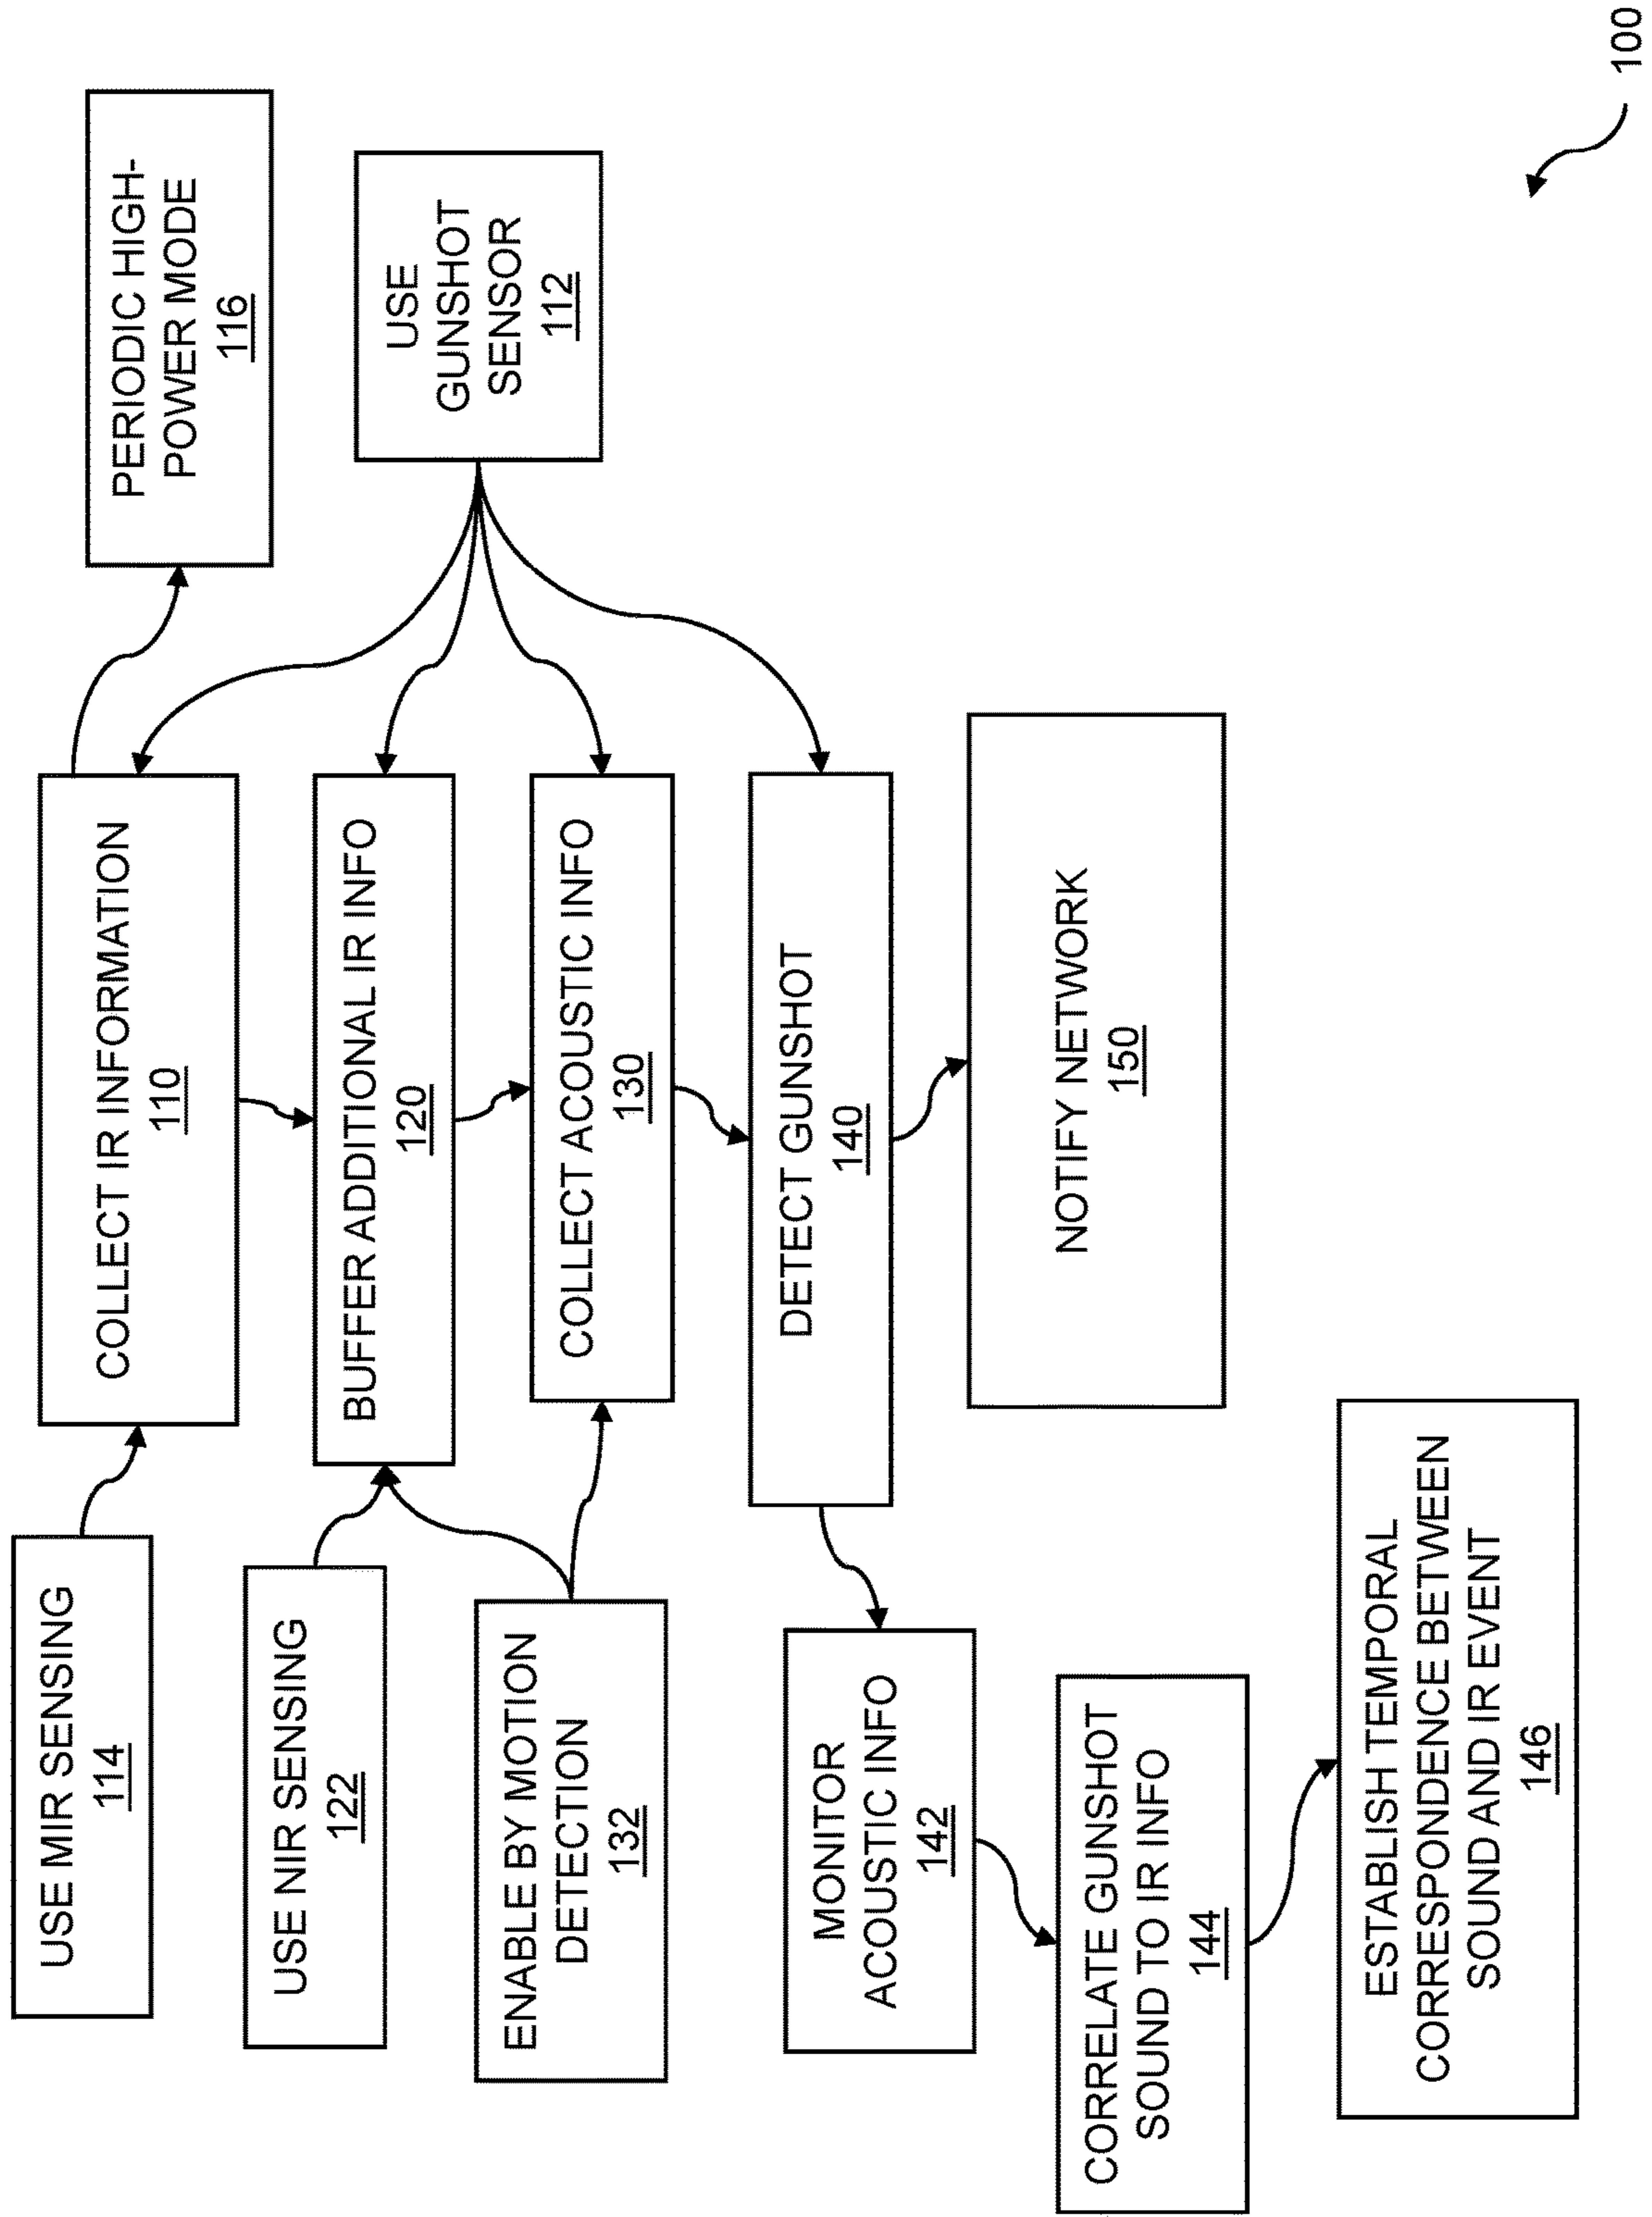 USE MIR SENSING
114
COLLECT IR INFORMATION
110
PERIODIC HIGH-
POWER MODE
116
USE NIR SENSING
122
BUFFER ADDITIONAL IR INFO
120
USE
GUNSHOT
SENSOR
112
ENABLE BY MOTION
DETECTION
132
COLLECT ACOUSTIC INFO
130
DETECT GUNSHOT
140
MONITOR
ACOUSTIC INFO
142
NOTIFY NETWORK
150
CORRELATE GUNSHOT
SOUND TO IR INFO
144
ESTABLISH TEMPORAL
CORRESPONDENCE BETWEEN
SOUND AND IR EVENT
146
100